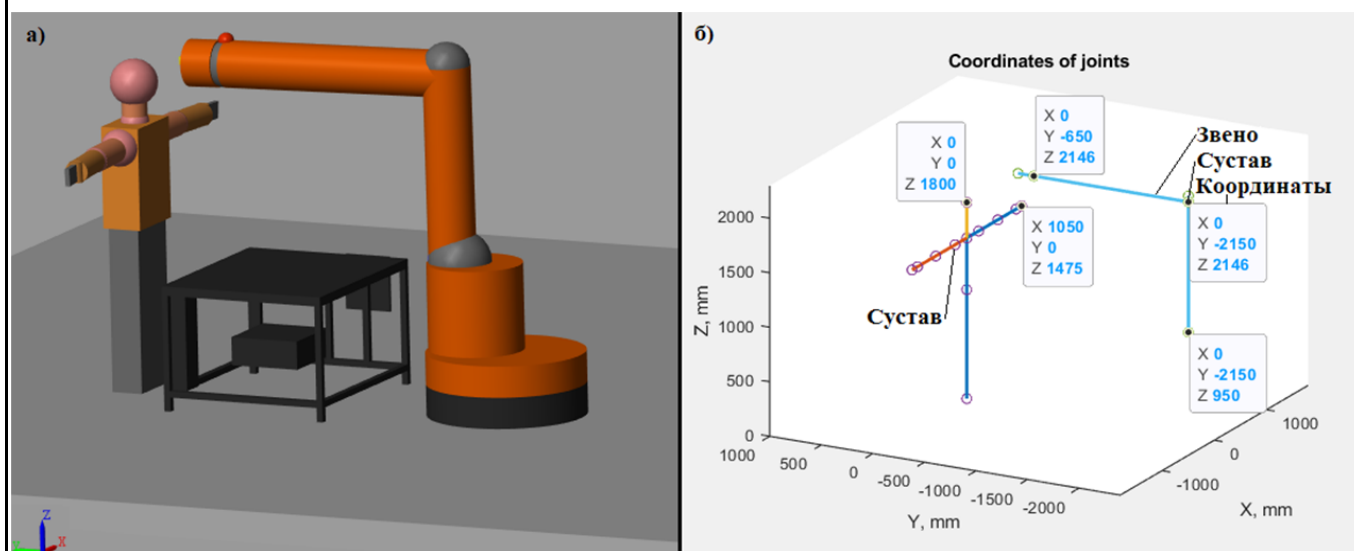 а)
Z
X
Y
б)
Coordinates of joints
X 0
Y -650
Z 2146
Звено
Сустав
Координаты
X 0
Y 0
Z 1800
X 0
Y -2150
Z 2146
X 1050
Y 0
Z 1475
Сустав
X 0
Y -2150
Z 950
Z, mm
2000
1500
1000
500
0
1000
500
0
-500
-1000
-1500
-2000
Y, mm
1000
0
-1000
X, mm